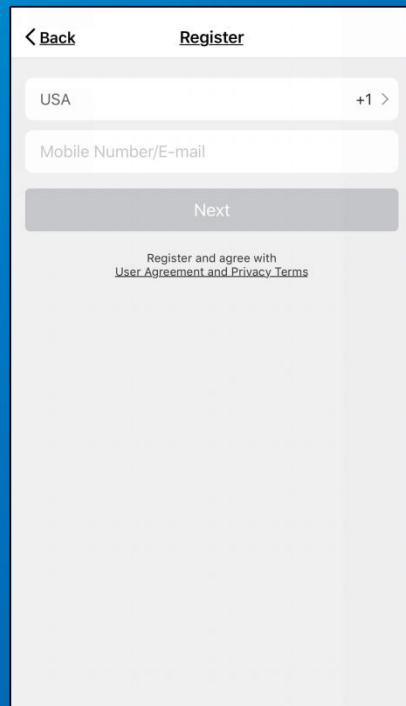 Back
Register
USA +1
Mobile Number/E-mail
Next
Register and agree with
User Agreement and Privacy Terms